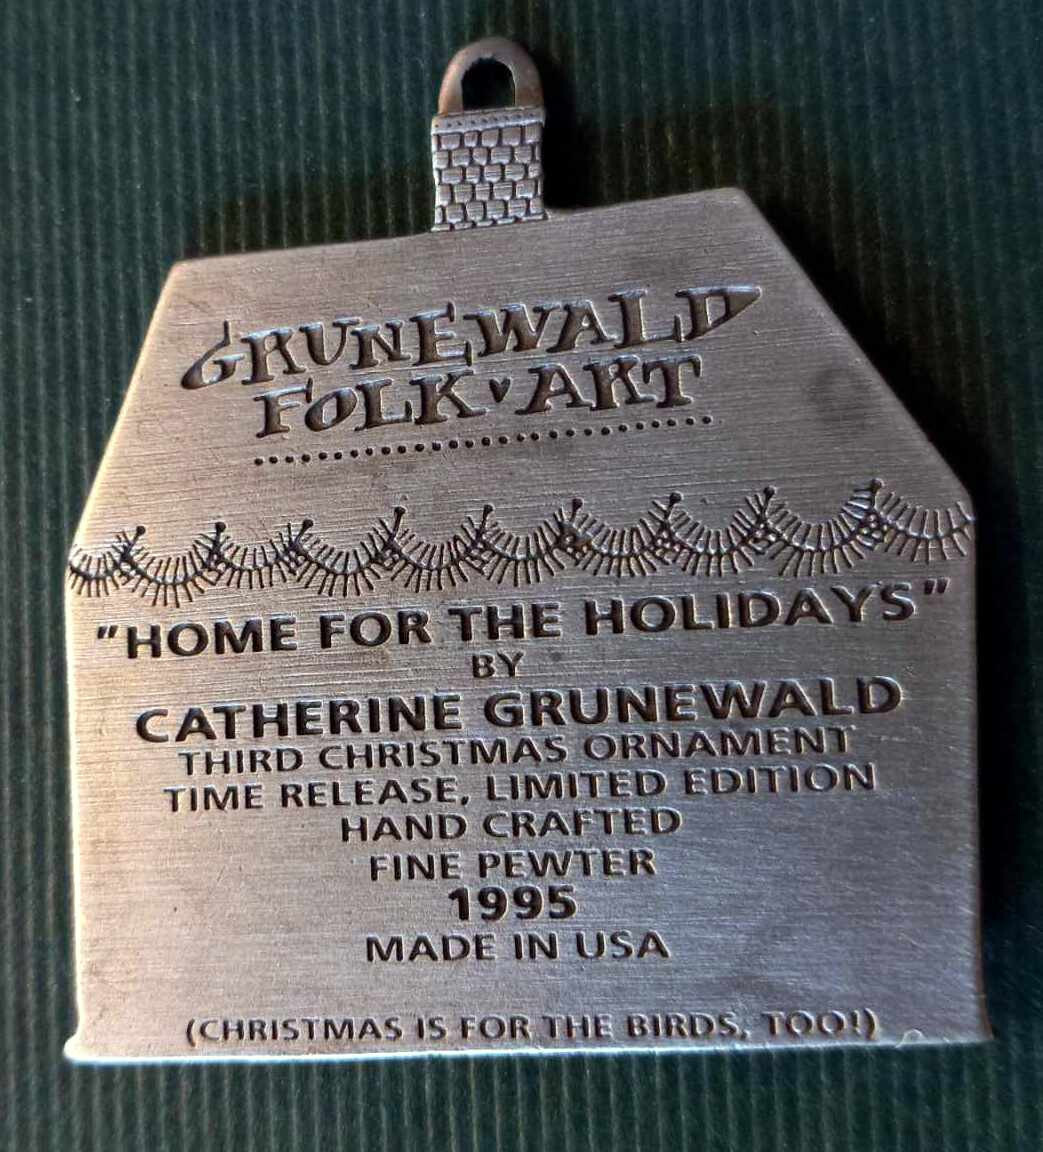 GRUNEWALD
FOLK ART
"HOME FOR THE HOLIDAYS"
BY
CATHERINE GRUNEWALD
THIRD CHRISTMAS ORNAMENT
TIME RELEASE, LIMITED EDITION
HAND CRAFTED
FINE PEWTER
1995
MADE IN USA
(CHRISTMAS IS FOR THE BIRDS, TOO!)